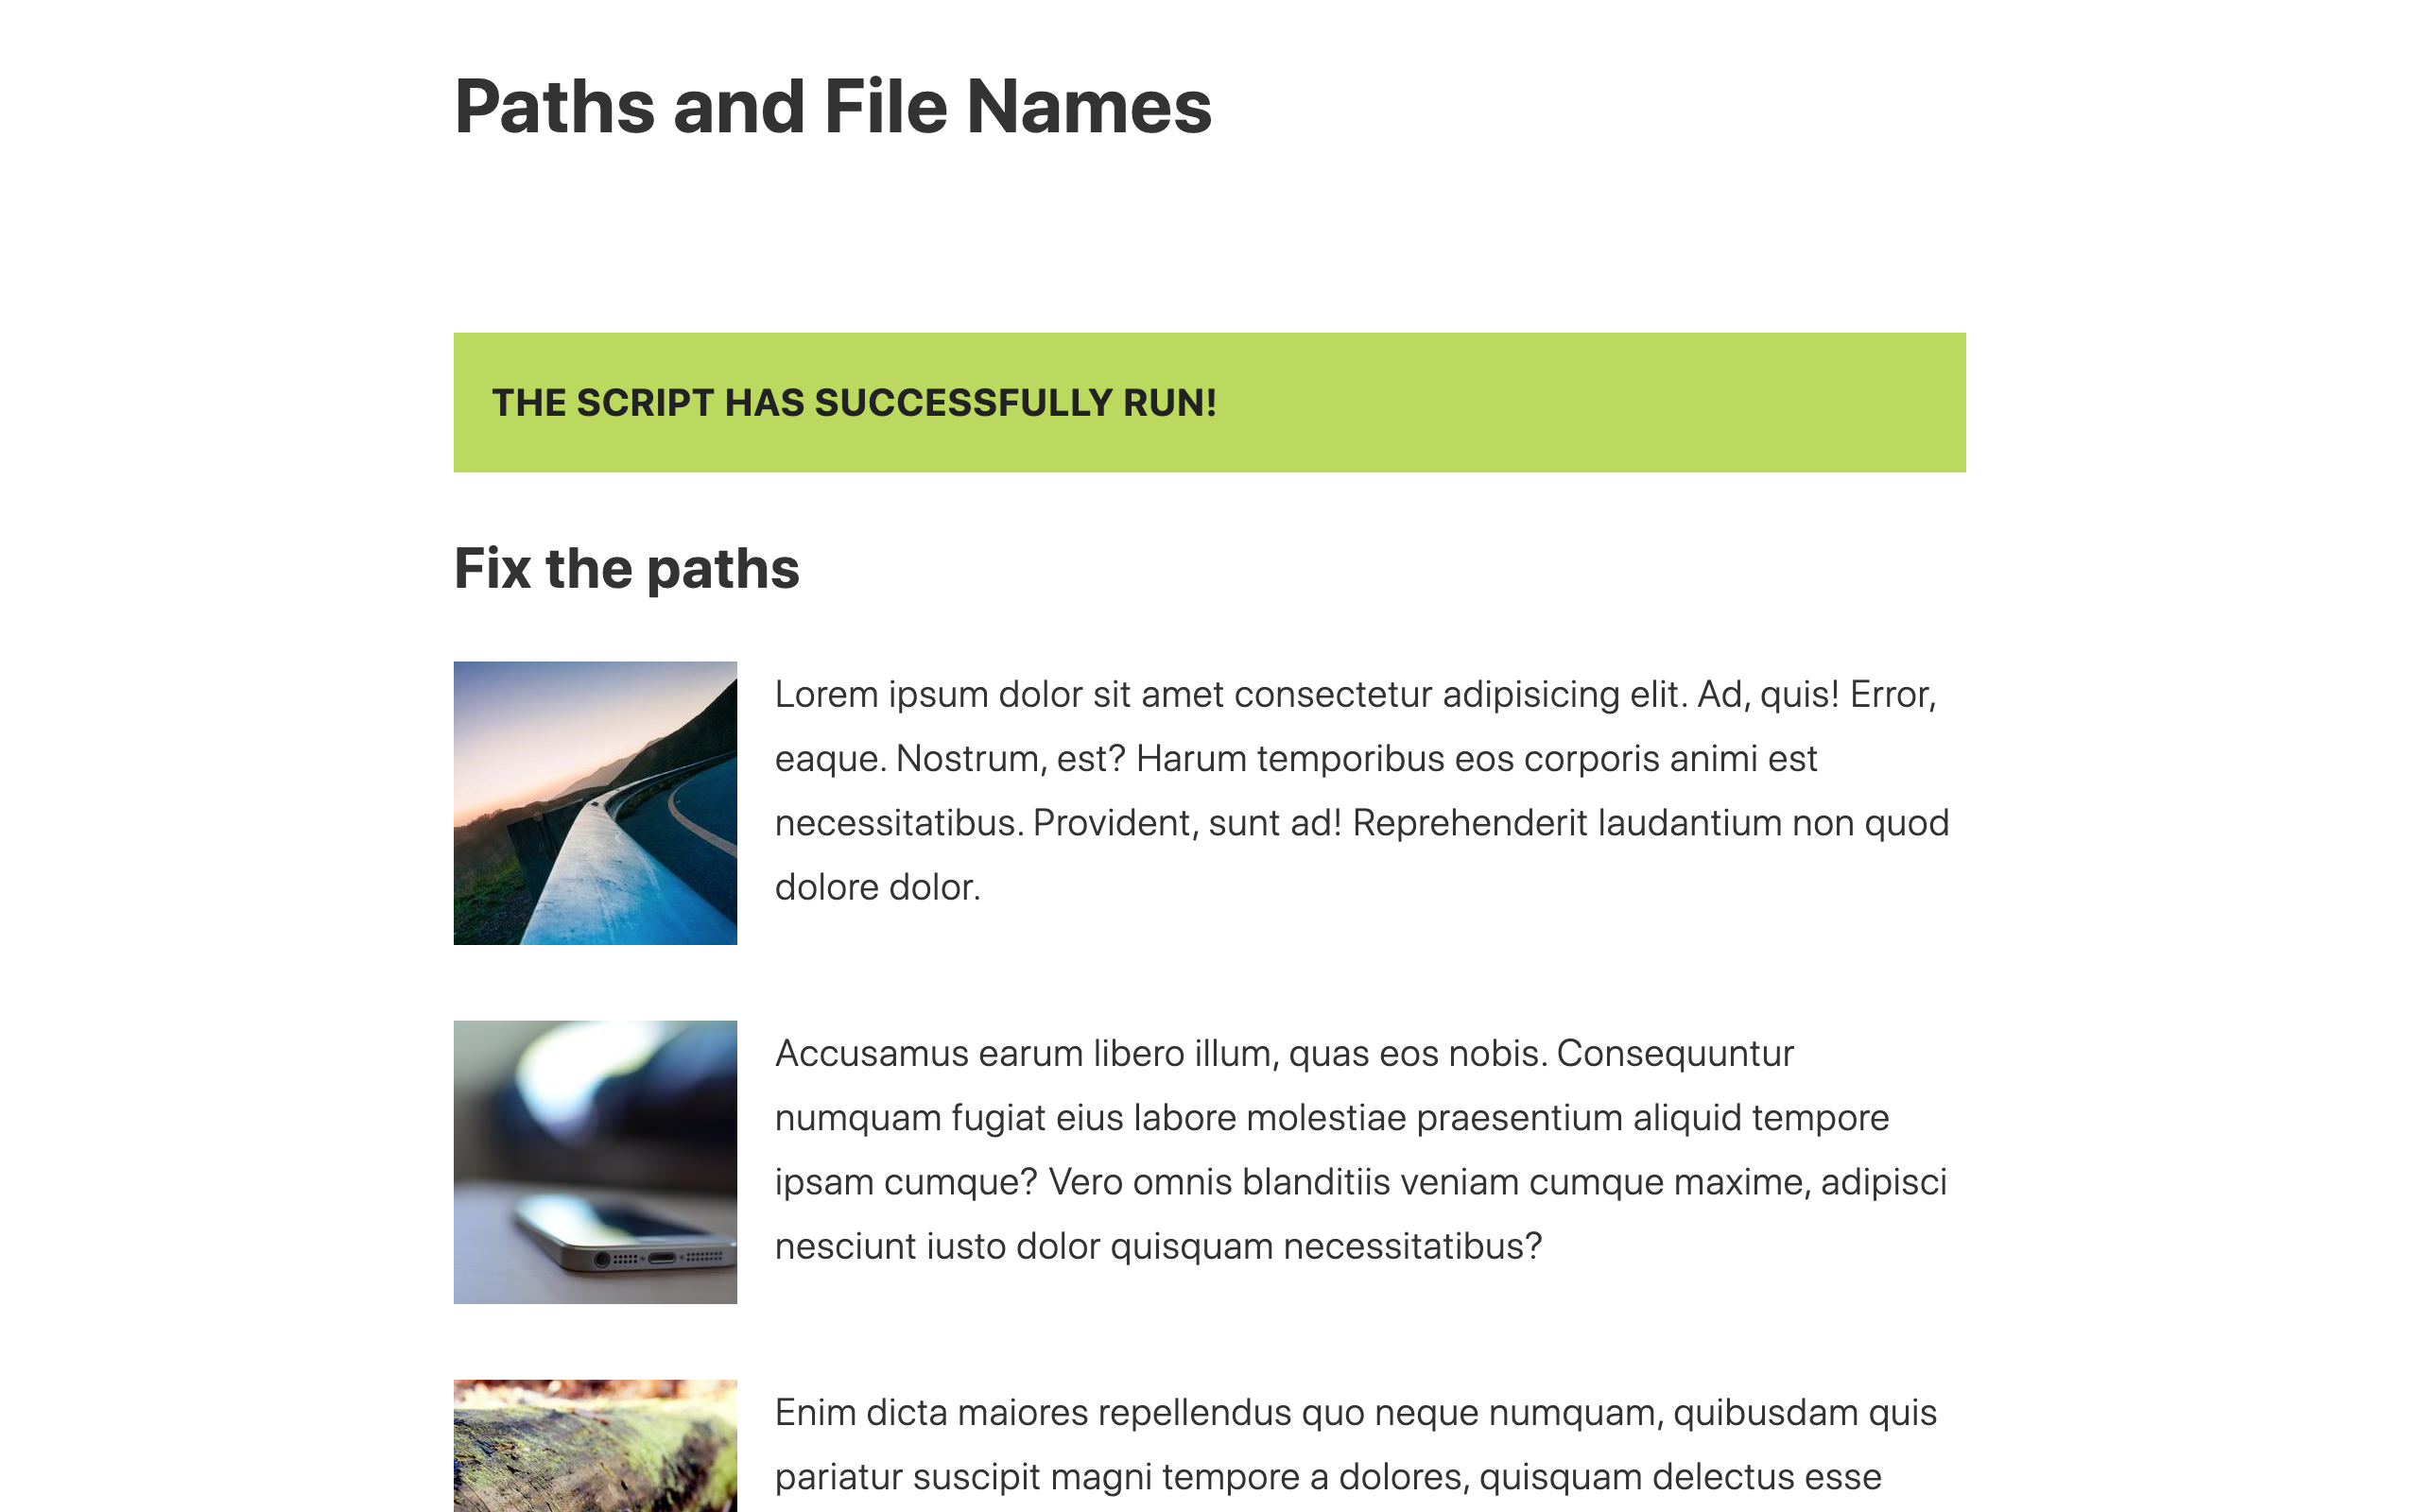 Paths and File Names
THE SCRIPT HAS SUCCESSFULLY RUN!
Fix the paths
Lorem ipsum dolor sit amet consectetur adipisicing elit. Ad, quis! Error,
eaque. Nostrum, est? Harum temporibus eos corporis animi est
necessitatibus. Provident, sunt ad! Reprehenderit laudantium non quod
dolore dolor.
Accusamus earum libero illum, quas eos nobis. Consequuntur
numquam fugiat eius labore molestiae praesentium aliquid tempore
ipsam cumque? Vero omnis blanditiis veniam cumque maxime, adipisci
nesciunt iusto dolor quisquam necessitatibus?
Enim dicta maiores repellendus quo neque numquam, quibusdam quis
pariatur suscipit magni tempore a dolores, quisquam delectus esse